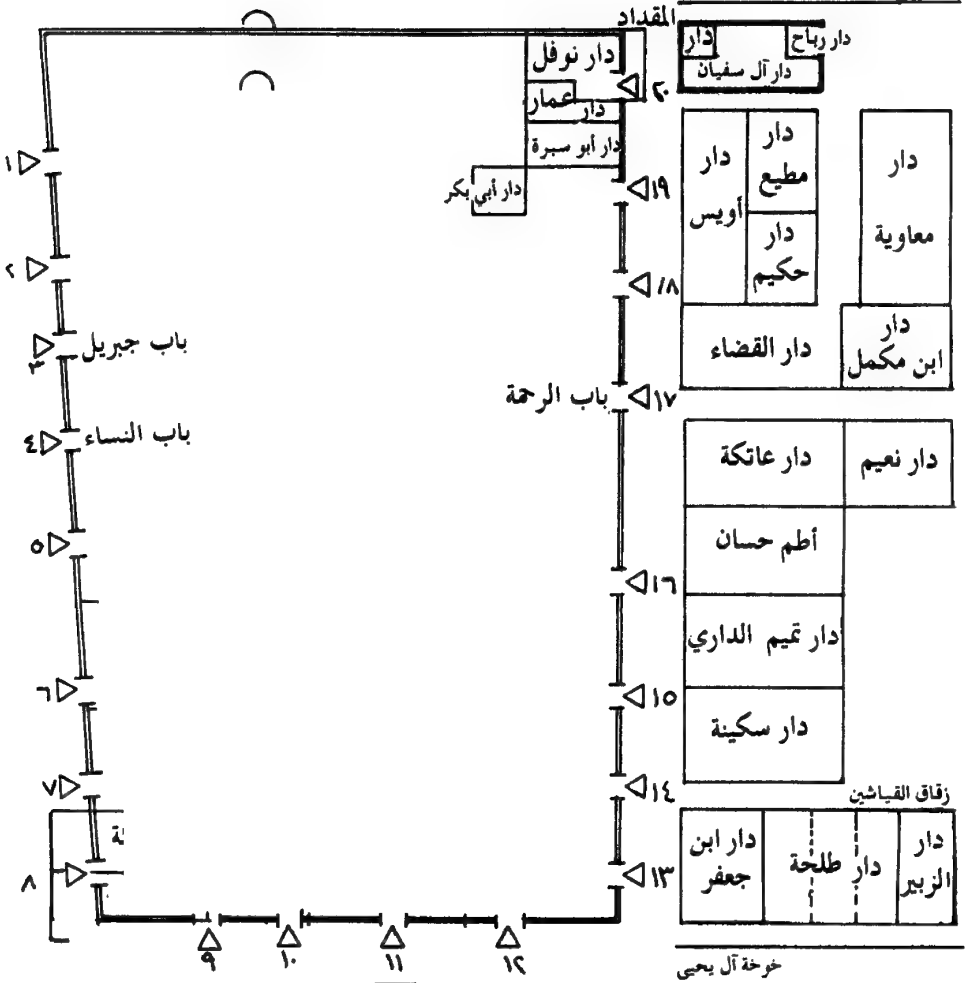 المقداد
دار
دار رباح
دار آل سفيان
دار نوفل
دار عمار
دار أبو سبرة
دار أبي بكر
٢٠
١٩
١٨
١٧
١٦
١٥
١٤
١٣
١٢
١١
١٠
٩
٨
٧
٦
٥
٤
٣
٢
١
باب جبريل
باب النساء
باب الرحمة
دار
أويس
دار
مطيع
دار
حكيم
دار
معاوية
دار القضاء
دار
ابن مكمل
دار عاتكة
دار نعيم
أطم حسان
دار تميم الداري
دار سكينة
زقاق القياشين
دار ابن
جعفر
دار طلحة
دار
الزبير
خوخة آل يحيى